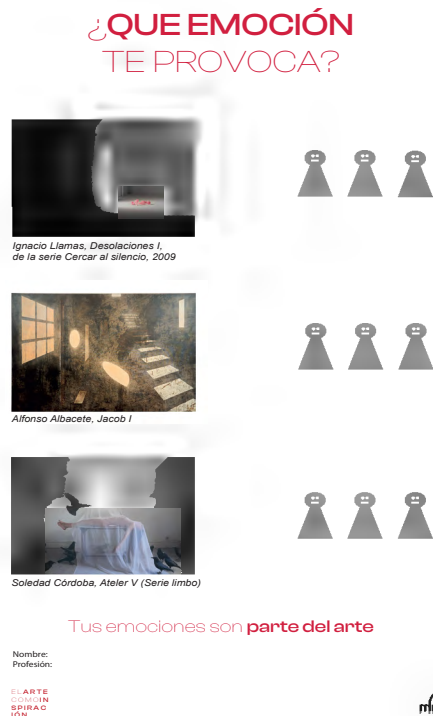 ¿QUE EMOCIÓN
TE PROVOCA?
Ignacio Llamas, Desolaciones I,
de la serie Cercar al silencio, 2009
Alfonso Albacete, Jacob I
Soledad Córdoba, Ateler V (Serie limbo)
Tus emociones son parte del arte
Nombre:
Profesión:
EL ARTE
COMO IN
SPIRAC
IÓN